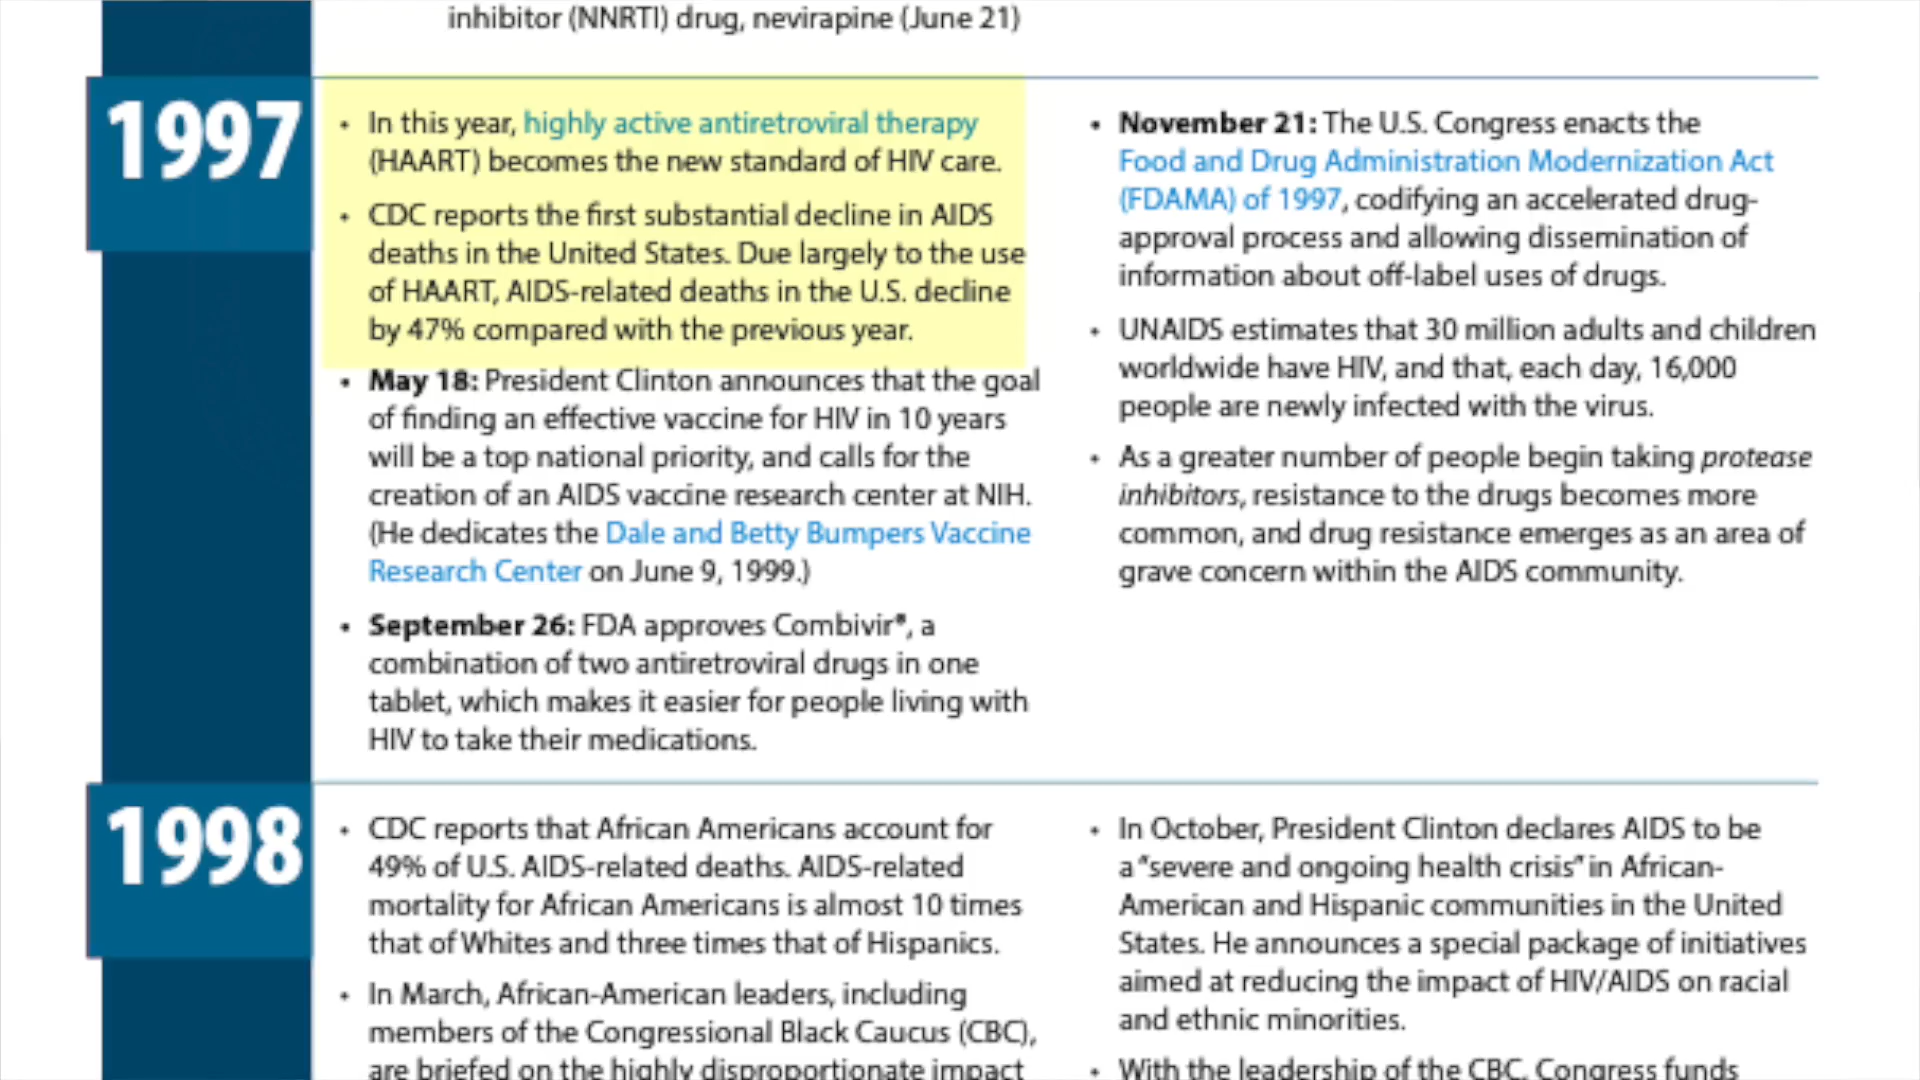 inhibitor (NNRTI) drug, nevirapine (June 21)
1997
• In this year, highly active antiretroviral therapy
(HAART) becomes the new standard of HIV care.
• CDC reports the first substantial decline in AIDS
deaths in the United States. Due largely to the use
of HAART, AIDS-related deaths in the U.S. decline
by 47% compared with the previous year.
• May 18: President Clinton announces that the goal
of finding an effective vaccine for HIV in 10 years
will be a top national priority, and calls for the
creation of an AIDS vaccine research center at NIH.
(He dedicates the Dale and Betty Bumpers Vaccine
Research Center on June 9, 1999.)
• September 26: FDA approves Combivir®, a
combination of two antiretroviral drugs in one
tablet, which makes it easier for people living with
HIV to take their medications.
• November 21: The U.S. Congress enacts the
Food and Drug Administration Modernization Act
(FDAMA) of 1997, codifying an accelerated drug-
approval process and allowing dissemination of
information about off-label uses of drugs.
• UNAIDS estimates that 30 million adults and children
worldwide have HIV, and that, each day, 16,000
people are newly infected with the virus.
• As a greater number of people begin taking protease
inhibitors, resistance to the drugs becomes more
common, and drug resistance emerges as an area of
grave concern within the AIDS community.
1998
• CDC reports that African Americans account for
49% of U.S. AIDS-related deaths. AIDS-related
mortality for African Americans is almost 10 times
that of Whites and three times that of Hispanics.
• In March, African-American leaders, including
members of the Congressional Black Caucus (CBC),
are briefed on the highly disproportionate impact
• In October, President Clinton declares AIDS to be
a "severe and ongoing health crisis" in African-
American and Hispanic communities in the United
States. He announces a special package of initiatives
aimed at reducing the impact of HIV/AIDS on racial
and ethnic minorities.
• With the leadership of the CBC, Congress funds